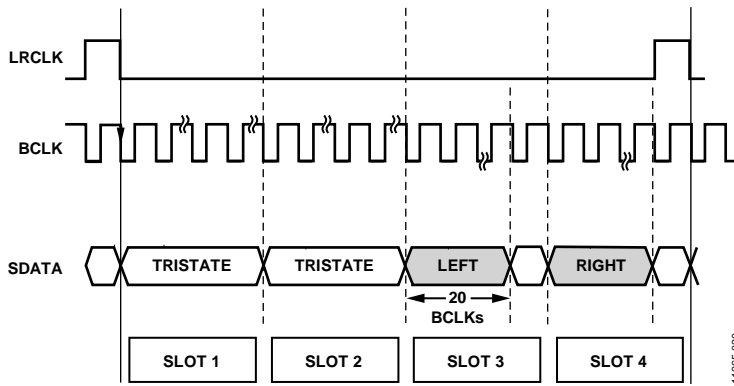 LRCLK
BCLK
SDATA
TRISTATE
TRISTATE
LEFT
RIGHT
20
BCLKs
SLOT 1
SLOT 2
SLOT 3
SLOT 4